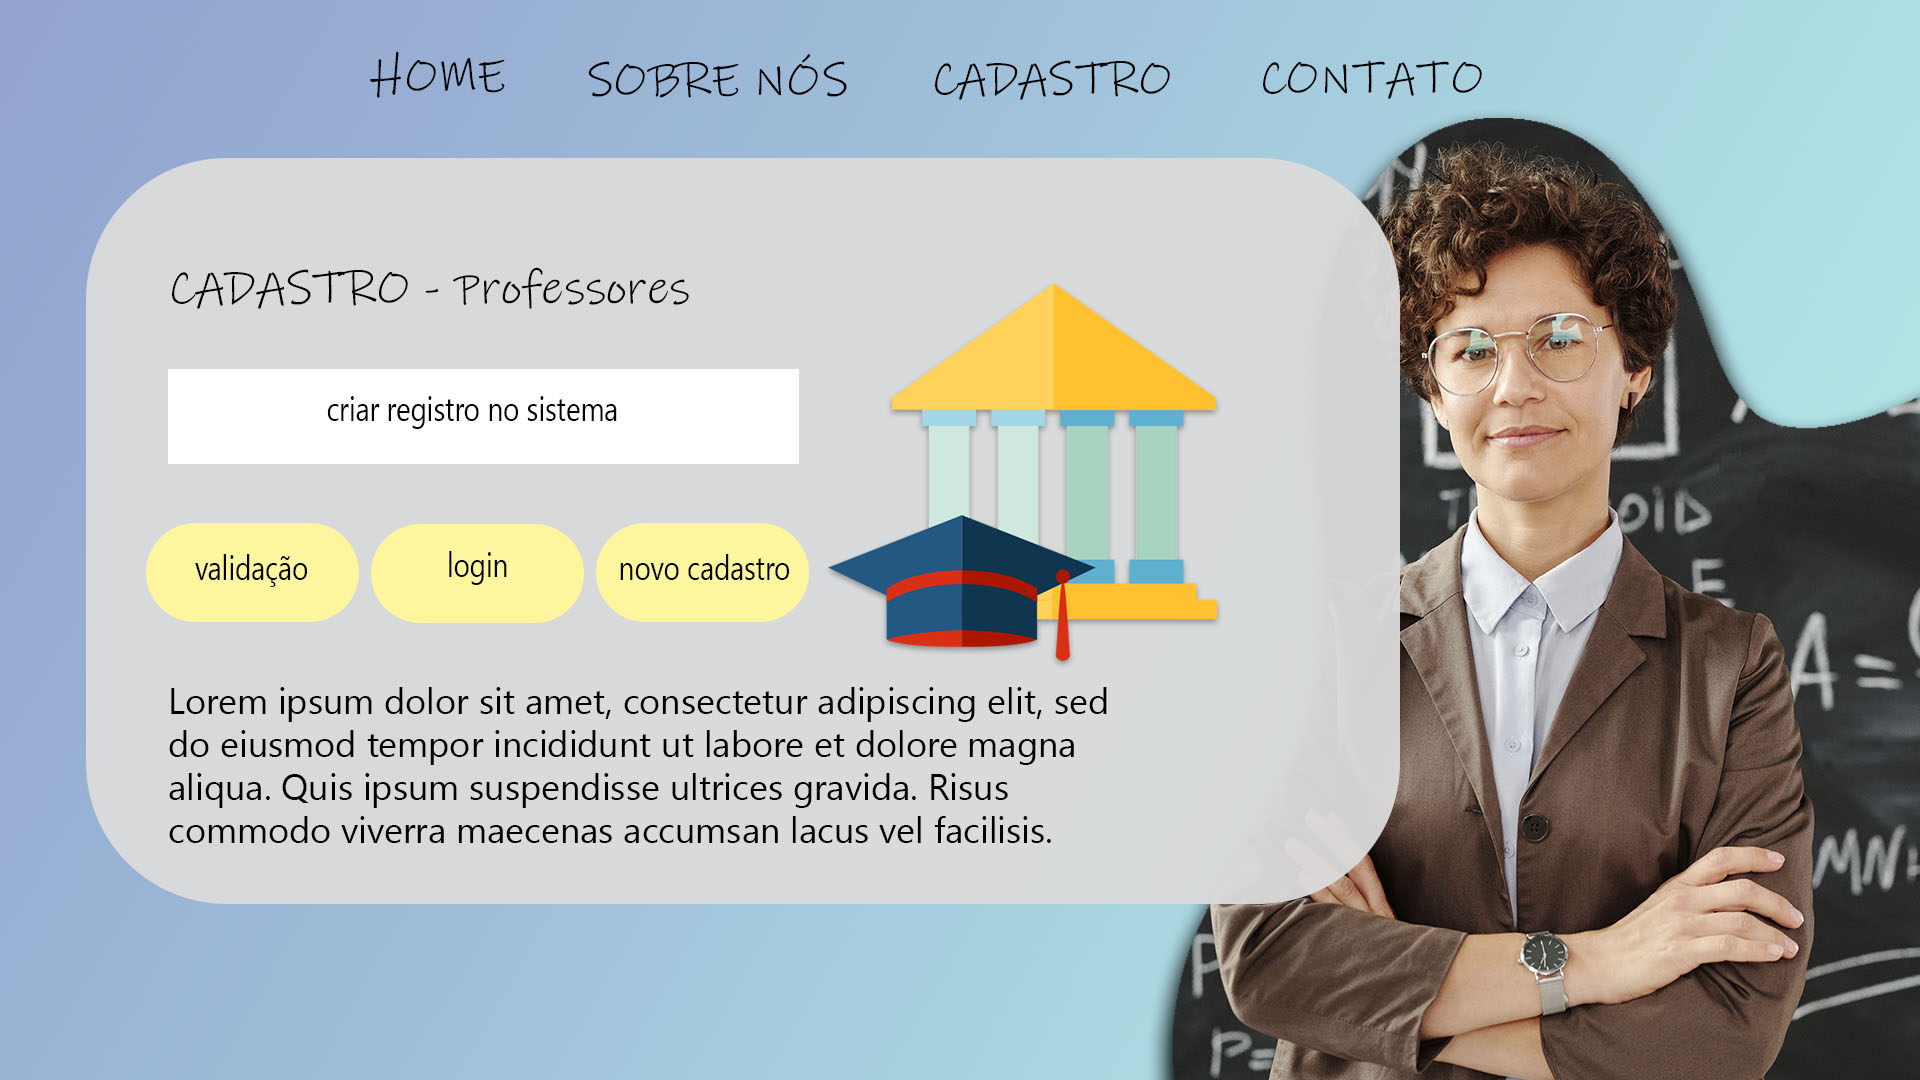 HOME SOBRE NÓS CADASTRO CONTATO
CADASTRO - Professores
criar registro no sistema
validação login novo cadastro
Lorem ipsum dolor sit amet, consectetur adipiscing elit, sed
do eiusmod tempor incididunt ut labore et dolore magna
aliqua. Quis ipsum suspendisse ultrices gravida. Risus
commodo viverra maecenas accumsan lacus vel facilisis.
A =
MN
P=